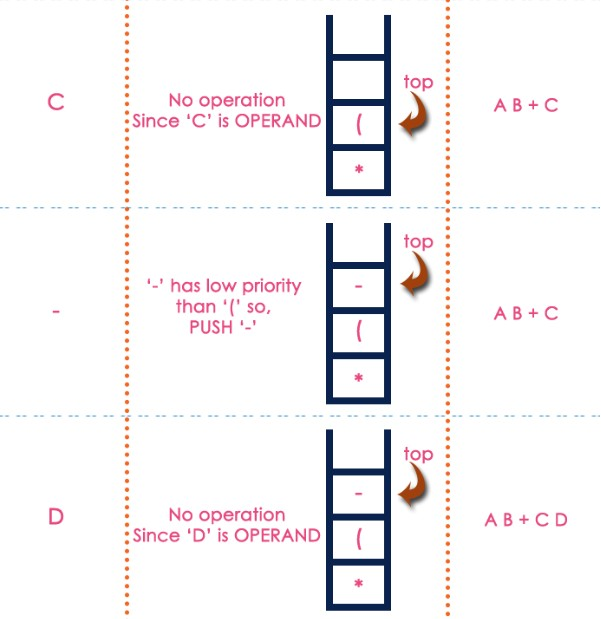 C
No operation
Since ‘C’ is OPERAND
top
(
*
A B + C
-
‘-’ has low priority
than ‘(’ so,
PUSH ‘-’
top
-
(
*
A B + C
D
No operation
Since ‘D’ is OPERAND
top
-
(
*
A B + C D